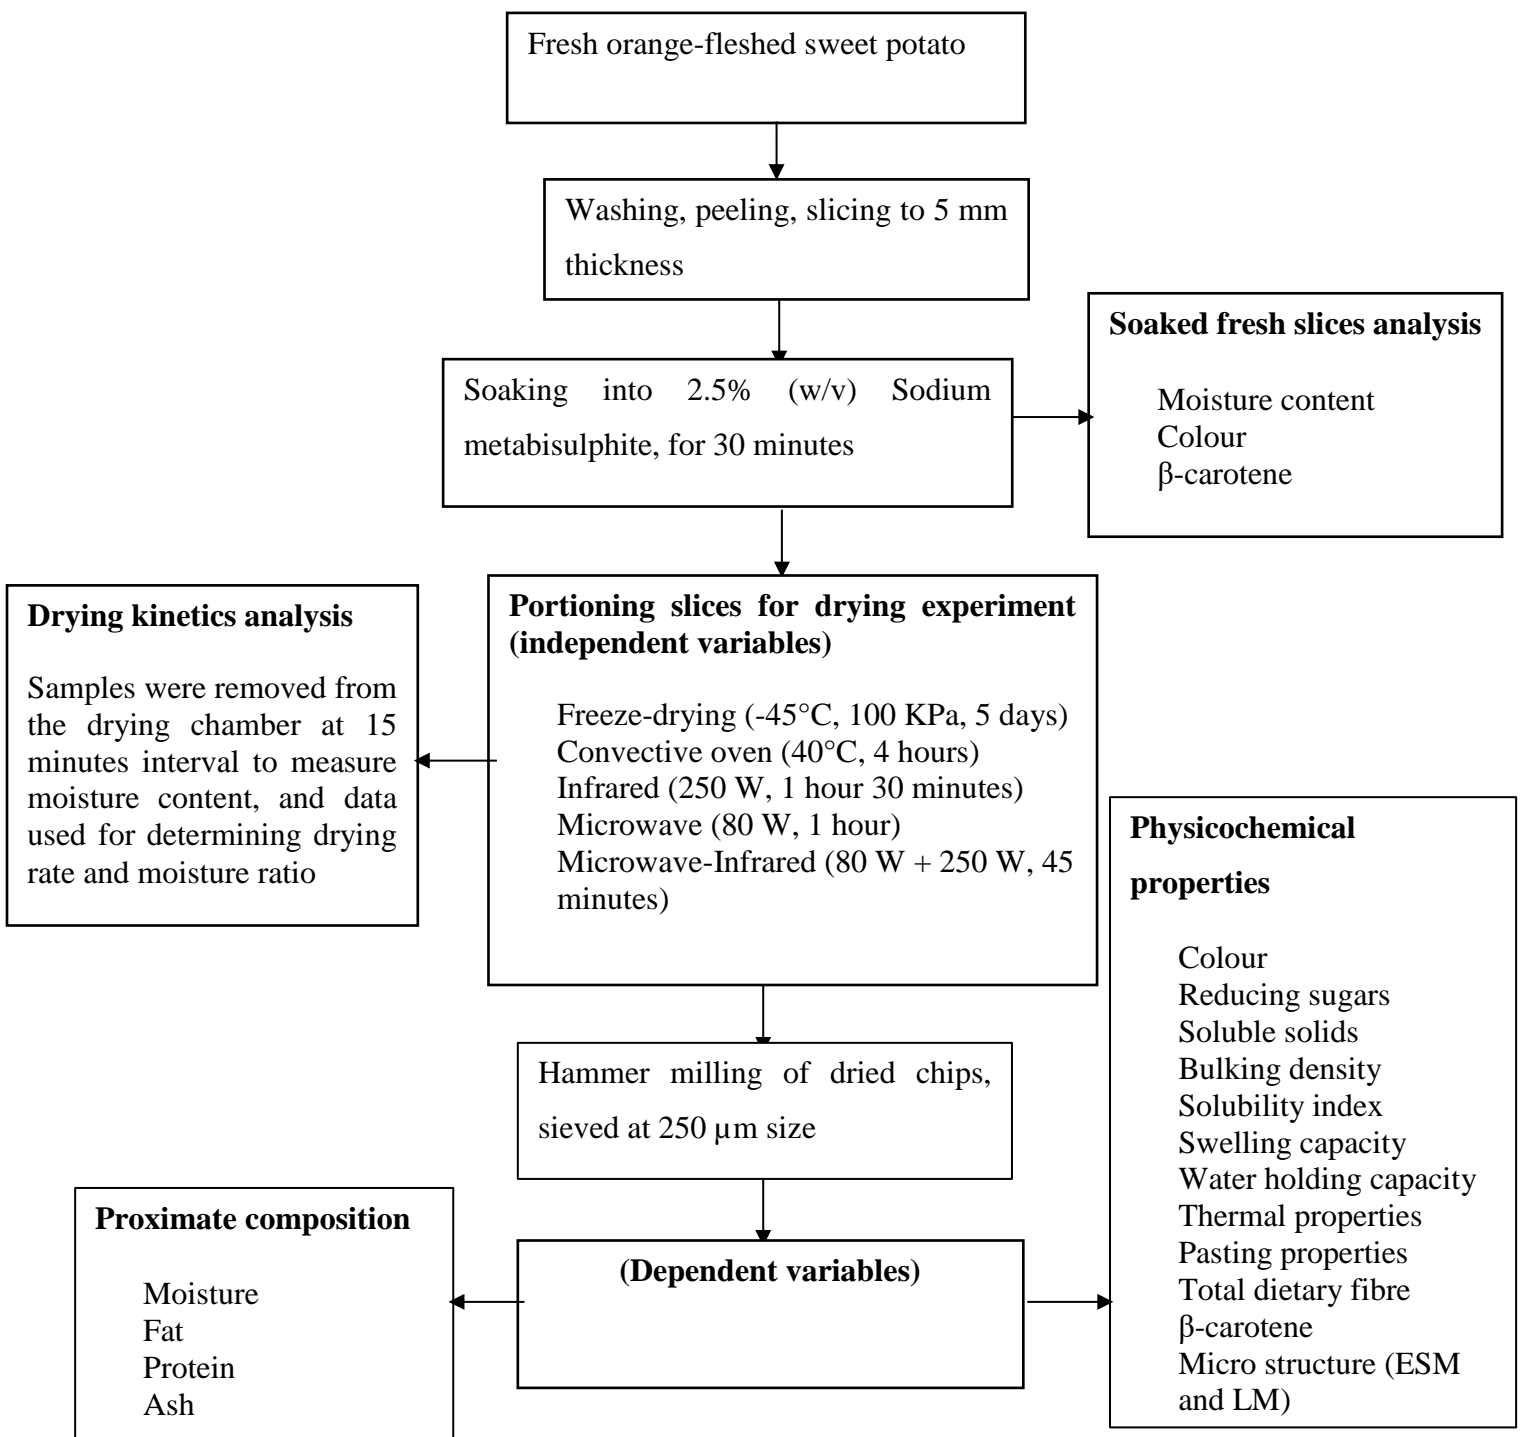 Fresh orange-fleshed sweet potato
Washing, peeling, slicing to 5 mm
thickness
Soaking into 2.5% (w/v) Sodium
metabisulphite, for 30 minutes
Soaked fresh slices analysis
Moisture content
Colour
β-carotene
Drying kinetics analysis
Samples were removed from
the drying chamber at 15
minutes interval to measure
moisture content, and data
used for determining drying
rate and moisture ratio
Portioning slices for drying experiment
(independent variables)
Freeze-drying (-45°C, 100 KPa, 5 days)
Convective oven (40°C, 4 hours)
Infrared (250 W, 1 hour 30 minutes)
Microwave (80 W, 1 hour)
Microwave-Infrared (80 W + 250 W, 45
minutes)
Hammer milling of dried chips,
sieved at 250 µm size
(Dependent variables)
Proximate composition
Moisture
Fat
Protein
Ash
Physicochemical
properties
Colour
Reducing sugars
Soluble solids
Bulking density
Solubility index
Swelling capacity
Water holding capacity
Thermal properties
Pasting properties
Total dietary fibre
β-carotene
Micro structure (ESM
and LM)